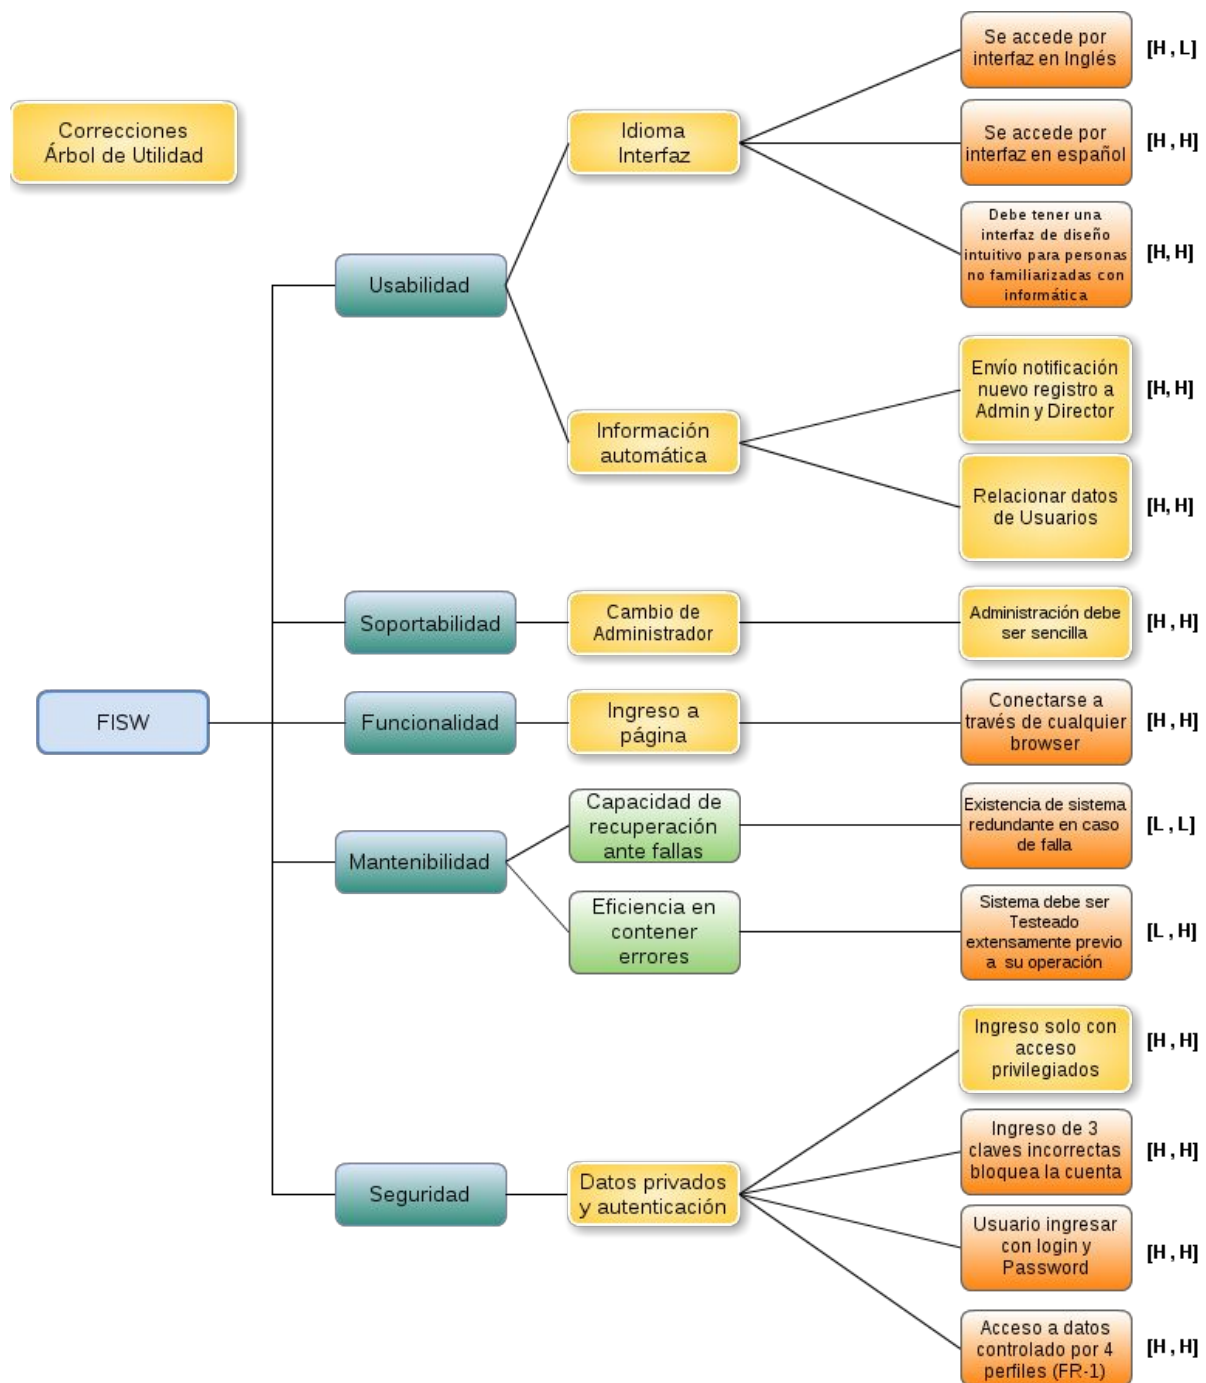 Correcciones
Árbol de Utilidad
FISW
Usabilidad
Idioma
Interfaz
Se accede por
interfaz en Inglés
[H , L]
Se accede por
interfaz en español
[H , H]
Debe tener una
interfaz de diseño
intuitivo para personas
no familiarizadas con
informática
[H, H]
Información
automática
Envío notificación
nuevo registro a
Admin y Director
[H, H]
Relacionar datos
de Usuarios
[H, H]
Soportabilidad
Cambio de
Administrador
Administración debe
ser sencilla
[H , H]
Funcionalidad
Ingreso a
página
Conectarse a
través de cualquier
browser
[H , H]
Mantenibilidad
Capacidad de
recuperación
ante fallas
Existencia de sistema
redundante en caso
de falla
[L , L]
Eficiencia en
contener
errores
Sistema debe ser
Testeado
extensamente previo
a su operación
[L , H]
Seguridad
Datos privados
y autenticación
Ingreso solo con
acceso
privilegiados
[H , H]
Ingreso de 3
claves incorrectas
bloquea la cuenta
[H , H]
Usuario ingresar
con login y
Password
[H , H]
Acceso a datos
controlado por 4
perfiles (FR-1)
[H , H]